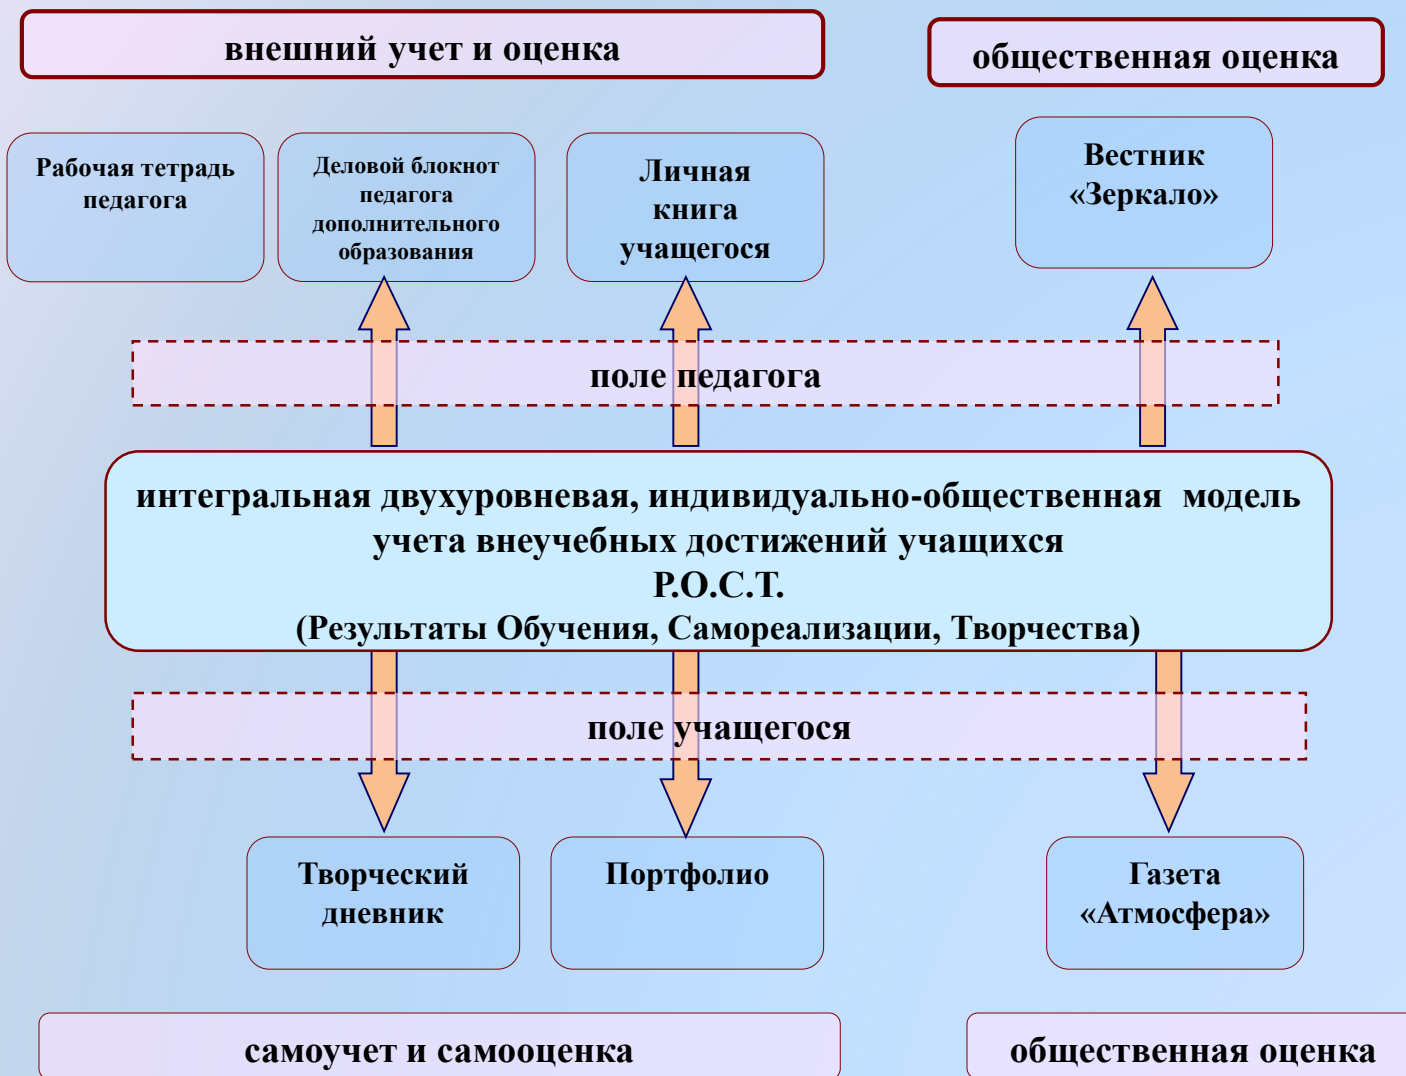 внешний учет и оценка
общественная оценка
Рабочая тетрадь
педагога
Деловой блокнот
педагога
дополнительного
образования
Личная
книга
учащегося
Вестник
«Зеркало»
поле педагога
интегральная двухуровневая, индивидуально-общественная модель
учета внеучебных достижений учащихся
Р.О.С.Т.
(Результаты Обучения, Самореализации, Творчества)
поле учащегося
Творческий
дневник
Портфолио
Газета
«Атмосфера»
самоучет и самооценка
общественная оценка